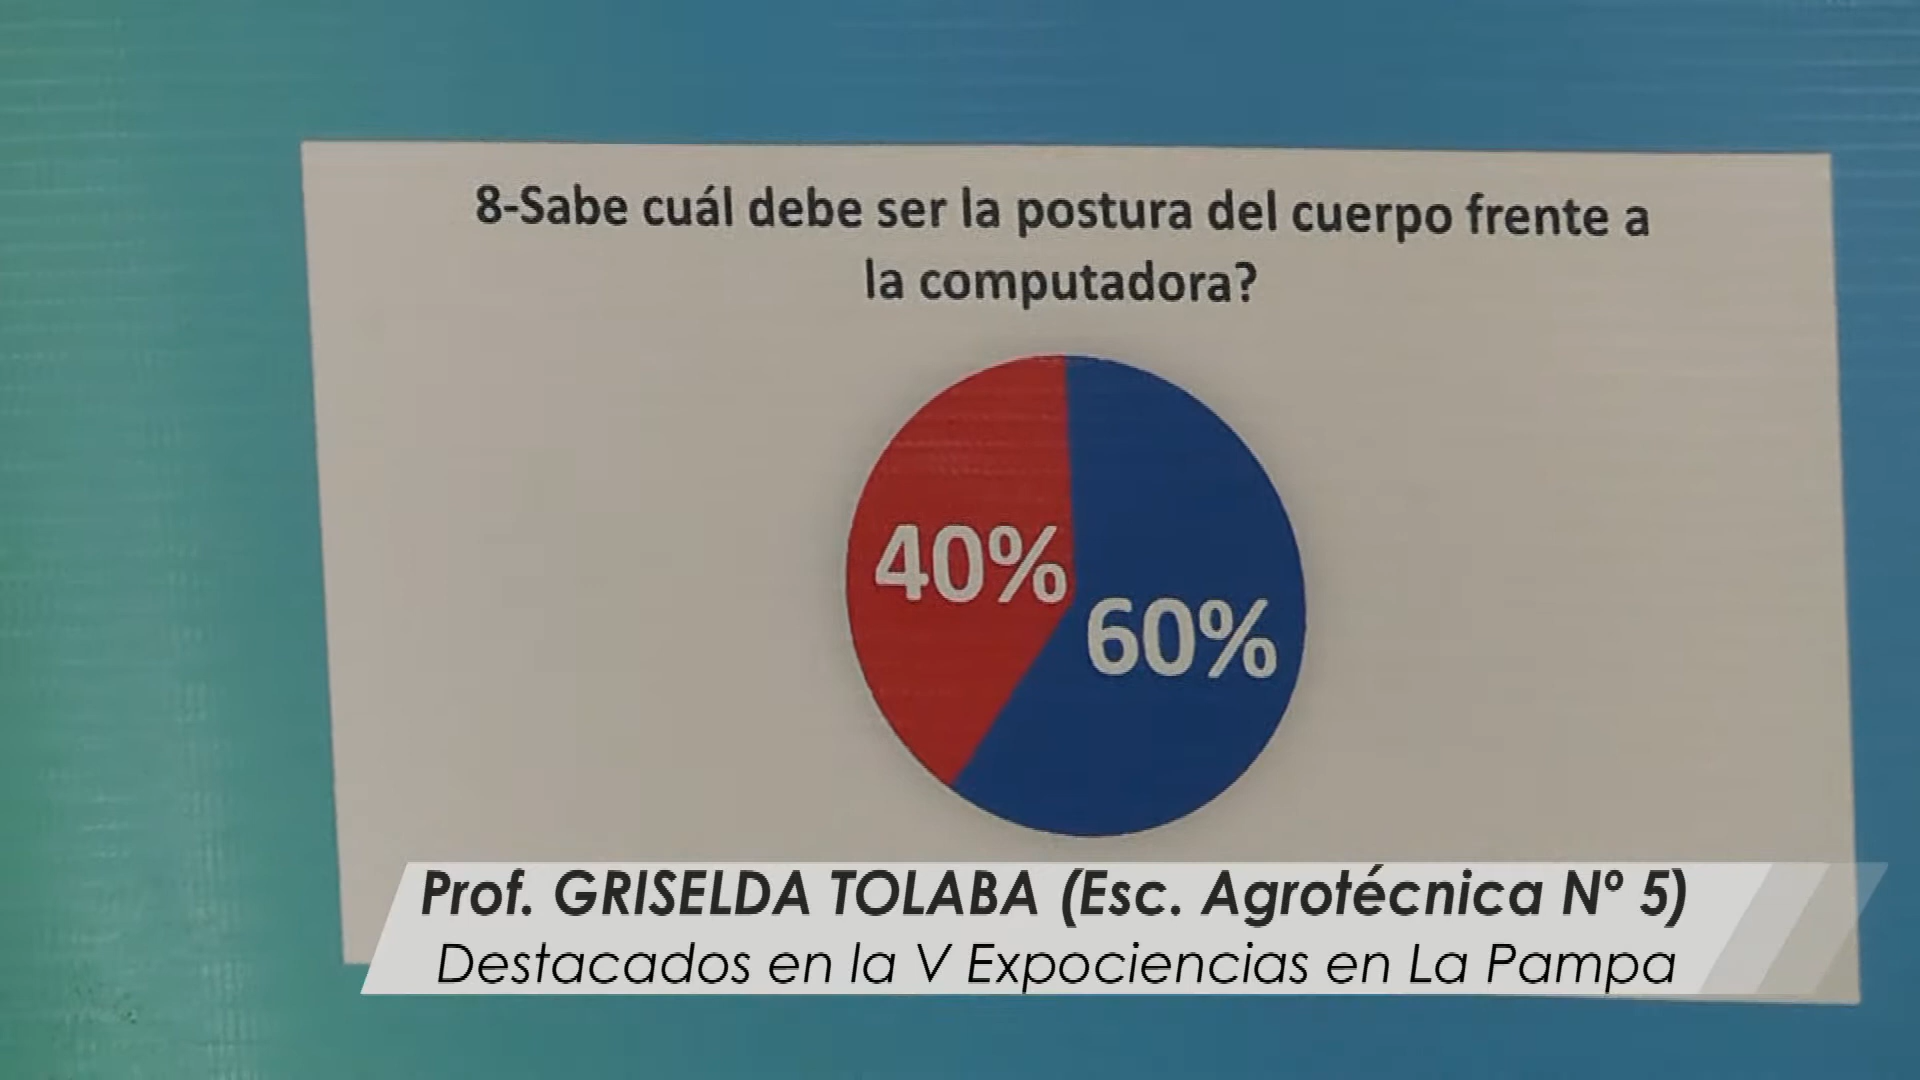 8-Sabe cuál debe ser la postura del cuerpo frente a
la computadora?
40%
60%
Prof. GRISELDA TOLABA (Esc. Agrotécnica Nº 5)
Destacados en la V Expociencias en La Pampa